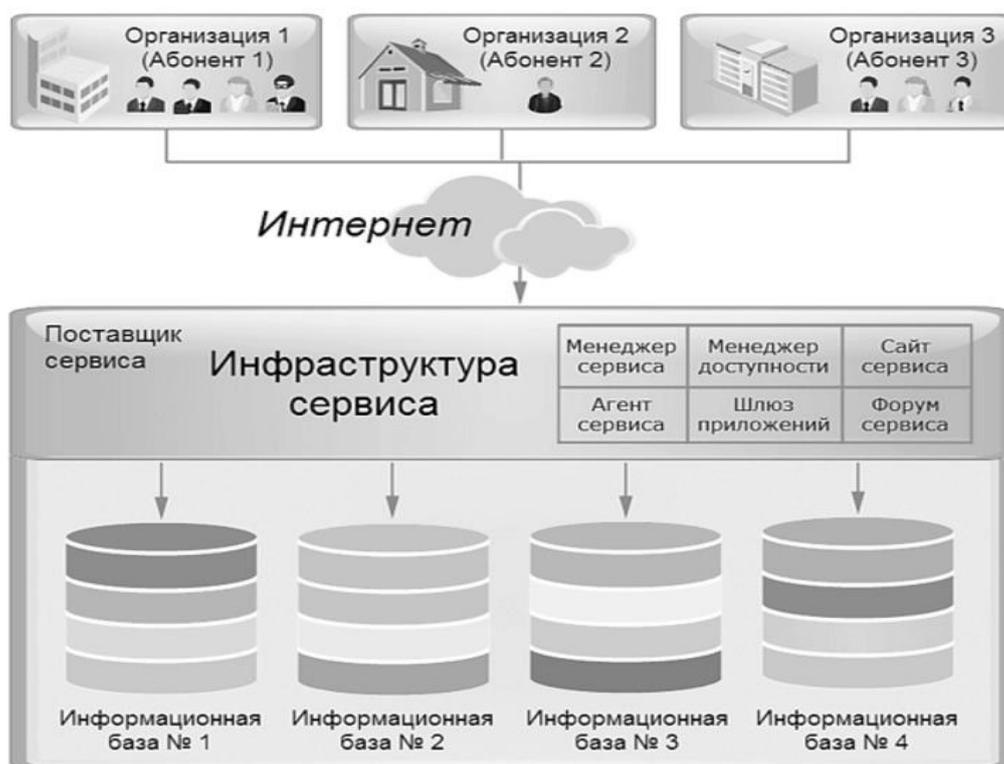 Организация 1
(Абонент 1)
Организация 2
(Абонент 2)
Организация 3
(Абонент 3)
Интернет
Поставщик
сервиса
Инфраструктура
сервиса
Менеджер
сервиса
Менеджер
доступности
Сайт
сервиса
Агент
сервиса
Шлюз
приложений
Форум
сервиса
Информационная
база № 1
Информационная
база № 2
Информационная
база № 3
Информационная
база № 4